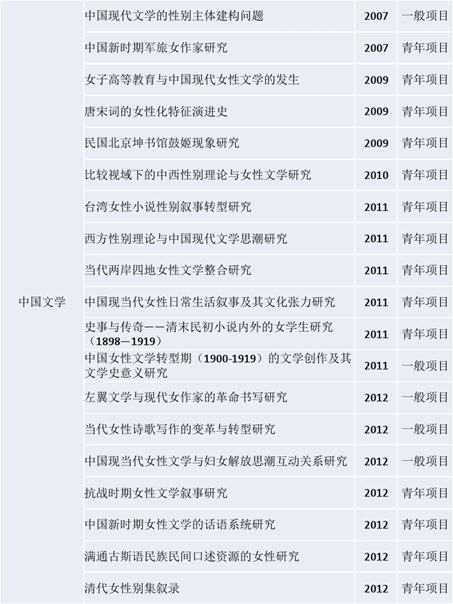 中国现代文学的性别主体建构问题 2007 一般项目
中国新时期军旅女作家研究 2007 青年项目
女子高等教育与中国现代女性文学的发生 2009 青年项目
唐宋词的女性化特征演进史 2009 青年项目
民国北京坤书馆鼓姬现象研究 2009 青年项目
比较视域下的中西性别理论与女性文学研究 2010 青年项目
台湾女性小说性别叙事转型研究 2011 青年项目
西方性别理论与中国现代文学思潮研究 2011 青年项目
当代两岸四地女性文学整合研究 2011 青年项目
中国文学 中国现当代女性日常生活叙事及其文化张力研究 2011 青年项目
史事与传奇——清末民初小说内外的女学生研究
（1898—1919） 2011 青年项目
中国女性文学转型期（1900-1919）的文学创作及其
文学史意义研究 2011 一般项目
左翼文学与现代女作家的革命书写研究 2012 一般项目
当代女性诗歌写作的变革与转型研究 2012 一般项目
中国现当代女性文学与妇女解放思潮互动关系研究 2012 一般项目
抗战时期女性文学叙事研究 2012 青年项目
中国新时期女性文学的话语系统研究 2012 青年项目
满通古斯语民族民间口述资源的女性研究 2012 青年项目
清代女性别集叙录 2012 青年项目